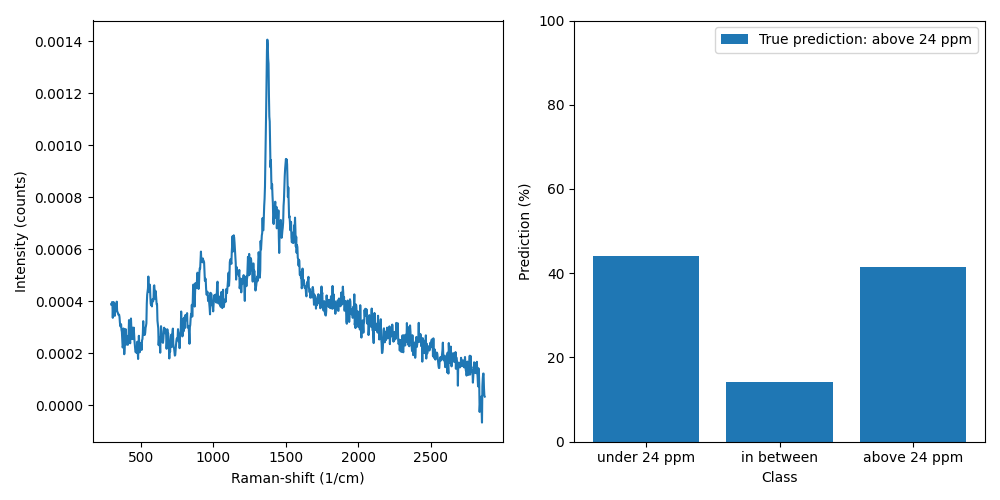 0.0014
0.0012
0.0010
0.0008
0.0006
0.0004
0.0002
0.0000
Intensity (counts)
500 1000 1500 2000 2500
Raman-shift (1/cm)
100
80
60
40
20
0
Prediction (%)
True prediction: above 24 ppm
under 24 ppm in between above 24 ppm
Class